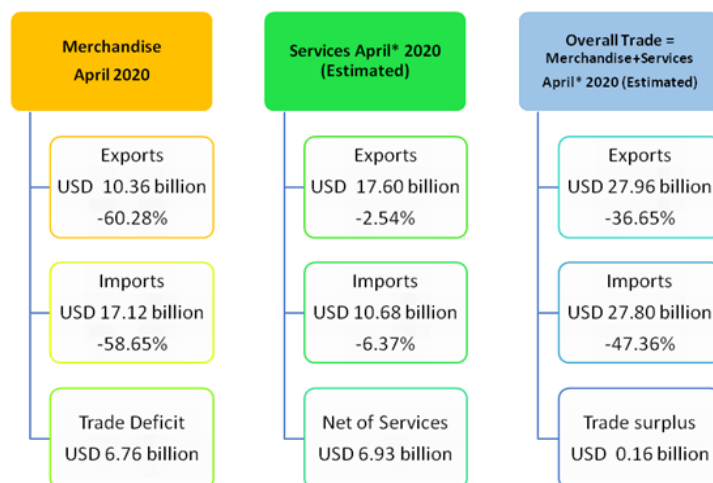 Merchandise
April 2020
Exports
USD 10.36 billion
-60.28%
Imports
USD 17.12 billion
-58.65%
Trade Deficit
USD 6.76 billion
Services April* 2020
(Estimated)
Exports
USD 17.60 billion
-2.54%
Imports
USD 10.68 billion
-6.37%
Net of Services
USD 6.93 billion
Overall Trade =
Merchandise+Services
April* 2020 (Estimated)
Exports
USD 27.96 billion
-36.65%
Imports
USD 27.80 billion
-47.36%
Trade surplus
USD 0.16 billion